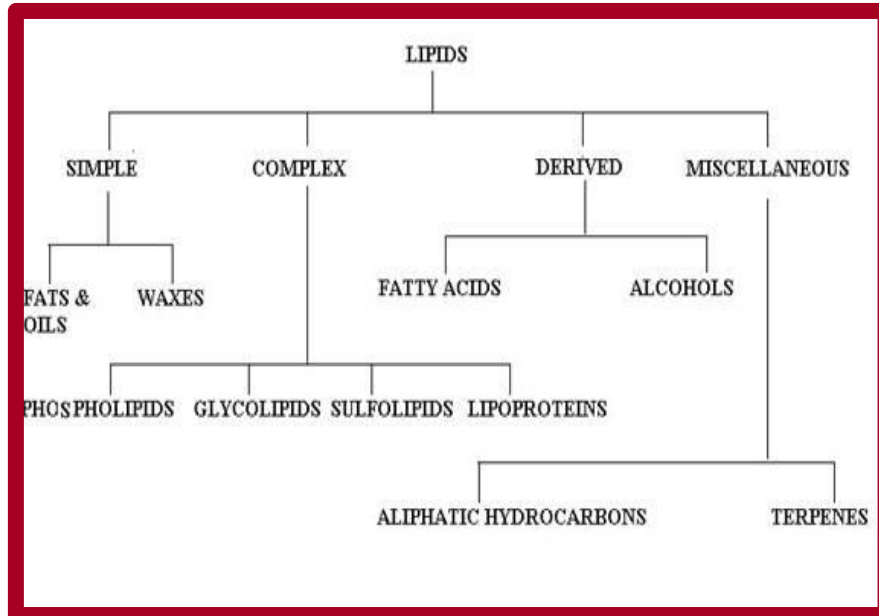 LIPIDS
SIMPLE COMPLEX DERIVED MISCELLANEOUS
FATS & OILS WAXES FATTY ACIDS ALCOHOLS
PHOSPHOLIPIDS GLYCOLIPIDS SULFOLIPIDS LIPOPROTEINS
ALIPHATIC HYDROCARBONS TERPENES